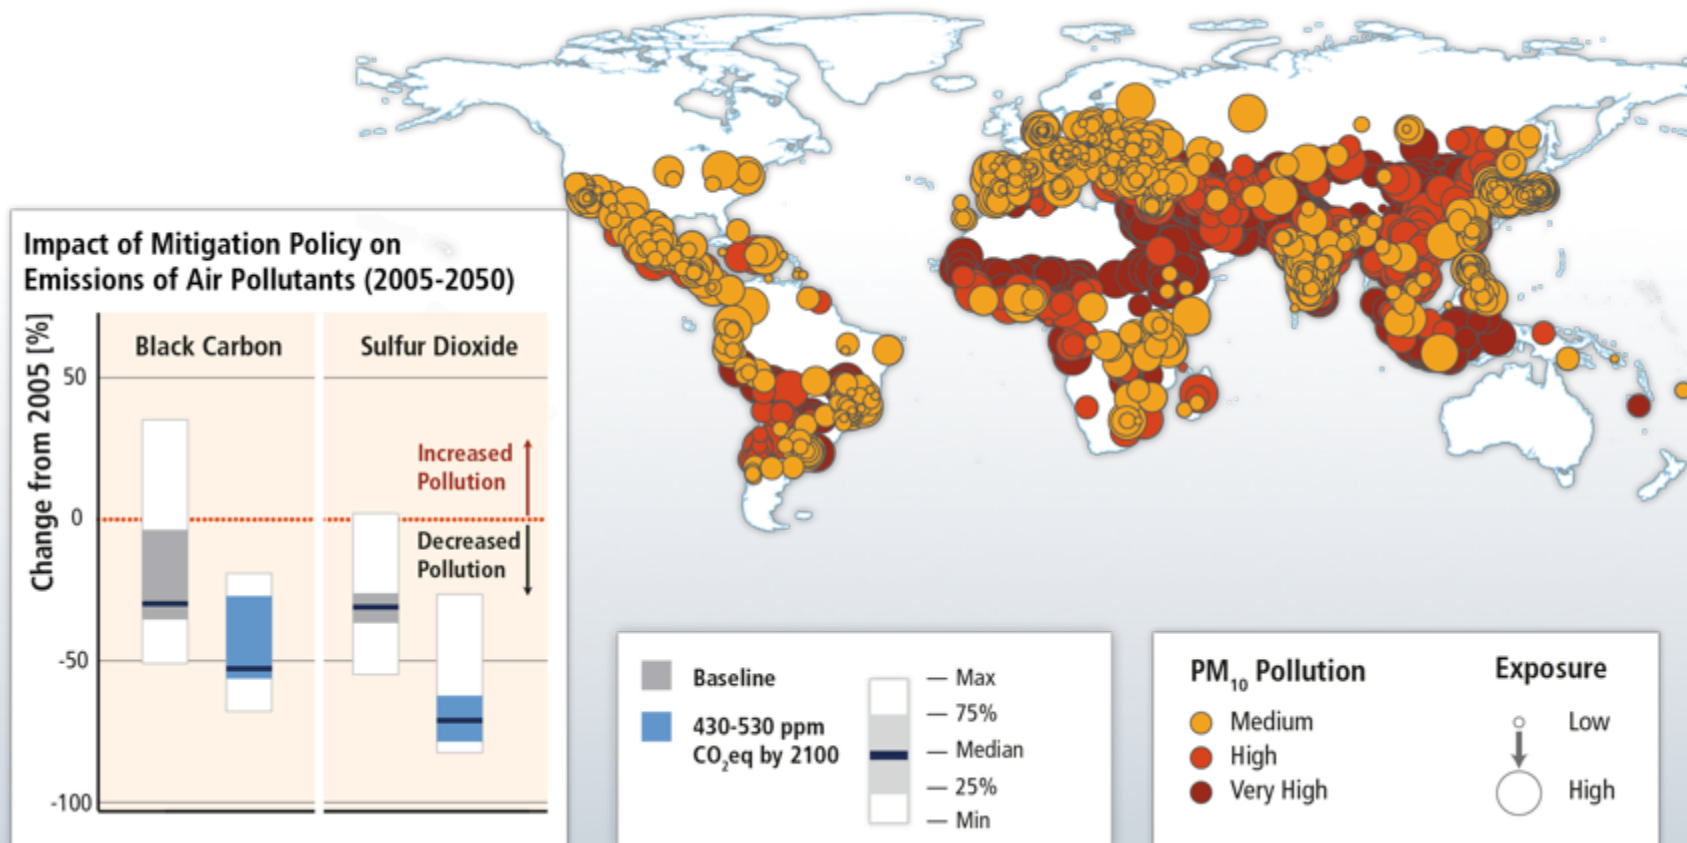 Impact of Mitigation Policy on
Emissions of Air Pollutants (2005-2050)
Change from 2005 [%]
Black Carbon
Sulfur Dioxide
50
0
-50
-100
Increased
Pollution
Decreased
Pollution
Baseline
430-530 ppm
CO₂eq by 2100
Max
75%
Median
25%
Min
PM₁₀ Pollution
Medium
High
Very High
Exposure
Low
High